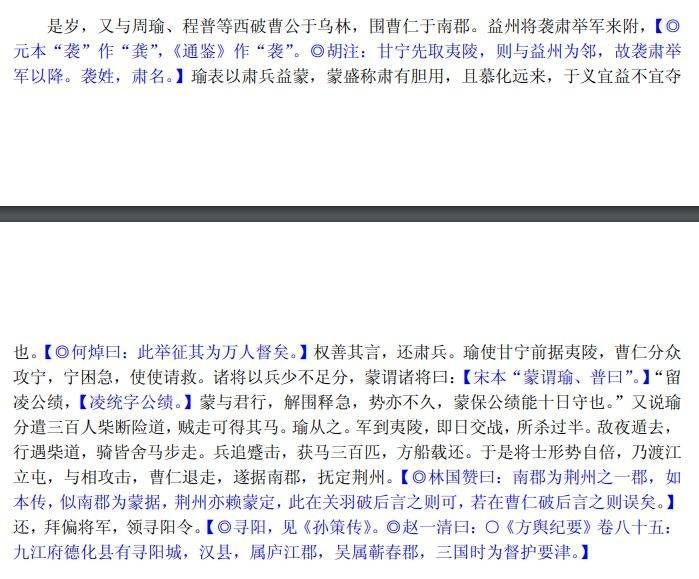 是岁，又与周瑜、程普等西破曹公于乌林，围曹仁于南郡。益州将袭肃举军来附，【◎
元本“袭”作“龚”，《通鉴》作“袭”。◎胡注：甘宁先取夷陵，则与益州为邻，故袭肃举
军以降。袭姓，肃名。】瑜表以肃兵益蒙，蒙盛称肃有胆用，且慕化远来，于义宜益不宜夺
也。【◎何焯曰：此举征其为万人督矣。】权善其言，还肃兵。瑜使甘宁前据夷陵，曹仁分众
攻宁，宁困急，使使请救。诸将以兵少不足分，蒙谓诸将曰：【宋本“蒙谓瑜、普曰”。】“留
凌公绩，【凌统字公绩。】蒙与君行，解围释急，势亦不久，蒙保公绩能十日守也。”又说瑜
分遣三百人柴断险道，贼走可得其马。瑜从之。军到夷陵，即日交战，所杀过半。敌夜遁去，
行遇柴道，骑皆舍马步走。兵追蹙击，获马三百匹，方船载还。于是将士形势自倍，乃渡江
立屯，与相攻击，曹仁退走，遂据南郡，抚定荆州。【◎林国赞曰：南郡为荆州之一郡，如
本传，似南郡为蒙据，荆州亦赖蒙定，此在关羽破后言之则可，若在曹仁破后言之则误矣。】
还，拜偏将军，领寻阳令。【◎寻阳，见《孙策传》。◎赵一清曰：○《方舆纪要》卷八十五：
九江府德化县有寻阳城，汉县，属庐江郡，吴属蕲春郡，三国时为督护要津。】